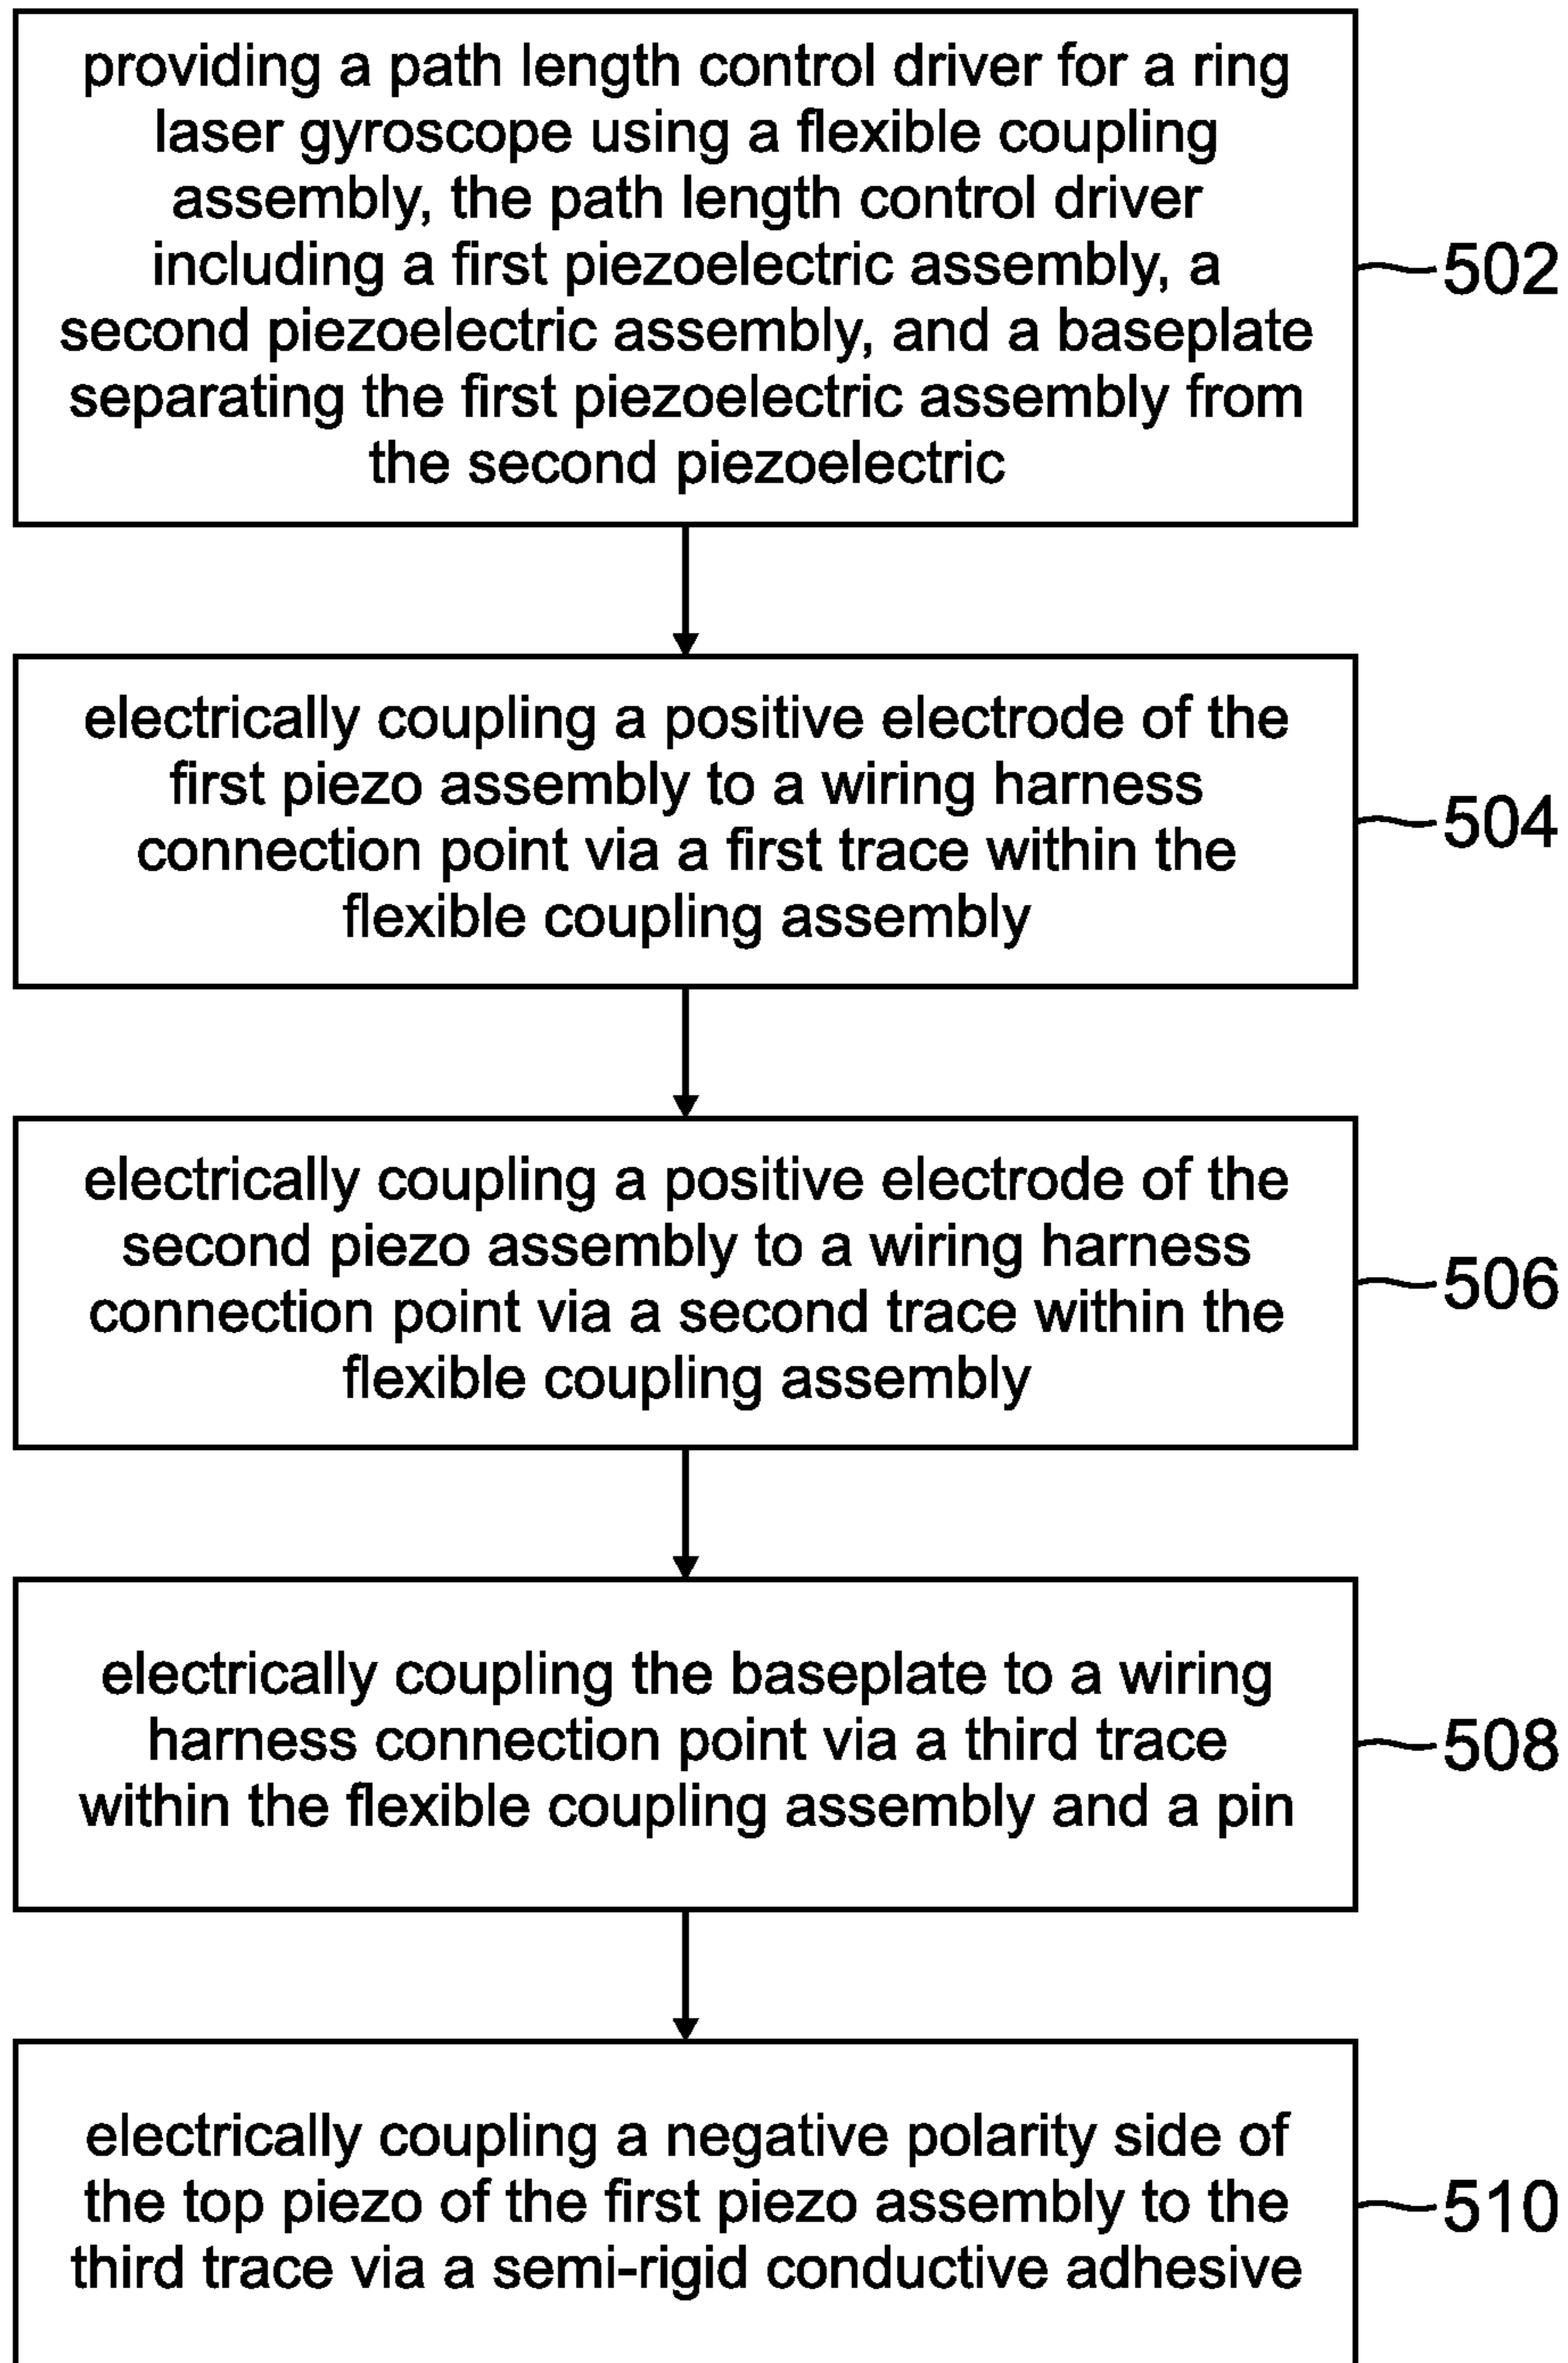 providing a path length control driver for a ring
laser gyroscope using a flexible coupling
assembly, the path length control driver
including a first piezoelectric assembly, a
second piezoelectric assembly, and a baseplate
separating the first piezoelectric assembly from
the second piezoelectric
502
electrically coupling a positive electrode of the
first piezo assembly to a wiring harness
connection point via a first trace within the
flexible coupling assembly
504
electrically coupling a positive electrode of the
second piezo assembly to a wiring harness
connection point via a second trace within the
flexible coupling assembly
506
electrically coupling the baseplate to a wiring
harness connection point via a third trace
within the flexible coupling assembly and a pin
508
electrically coupling a negative polarity side of
the top piezo of the first piezo assembly to the
third trace via a semi-rigid conductive adhesive
510